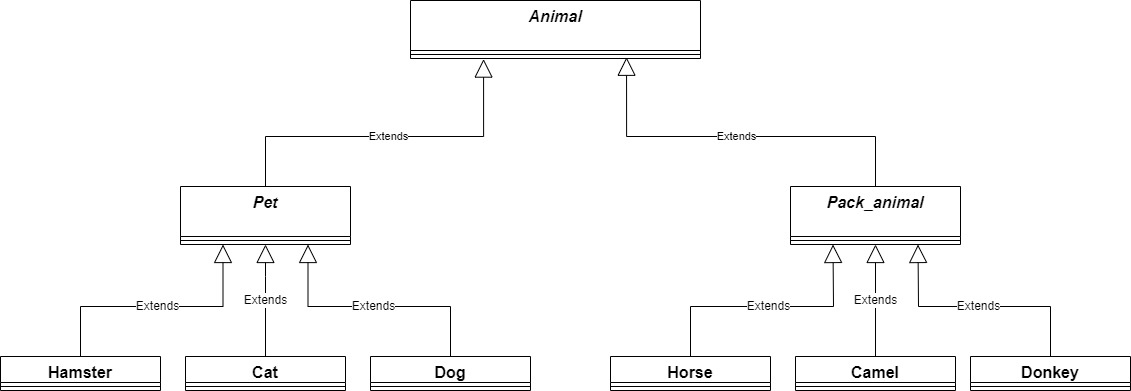 Animal
Extends
Extends
Pet
Pack_animal
Extends
Extends
Extends
Extends
Extends
Extends
Hamster
Cat
Dog
Horse
Camel
Donkey